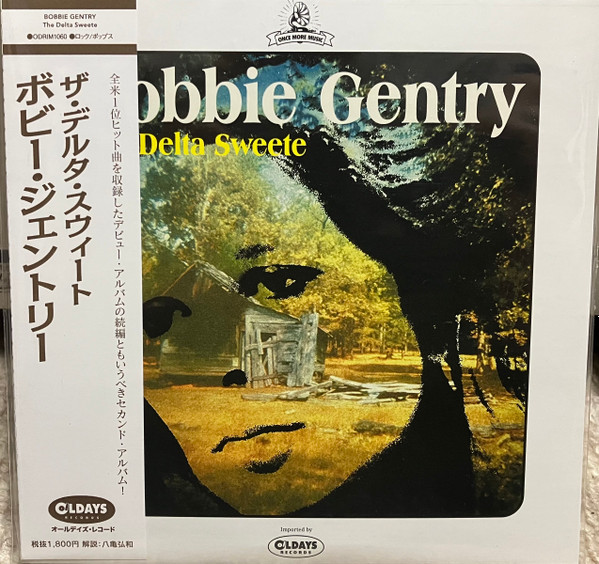 BOBBIE GENTRY
The Delta Sweete
●ODRIM1060 ●ロック/ポップス
ザ・デルタ・スウィート
ボビー・ジェントリー
全米1位ヒット曲を収録したデビュー・アルバムの続編ともいうべきセカンド・アルバム!
OLDAYS
RECORDS
オールデイズ・レコード
税抜1,800円 解説:八亀弘和
ONCE MORE MUSIC
obbie Gentry
Delta Sweete
Imported by
OLDAYS
RECORDS